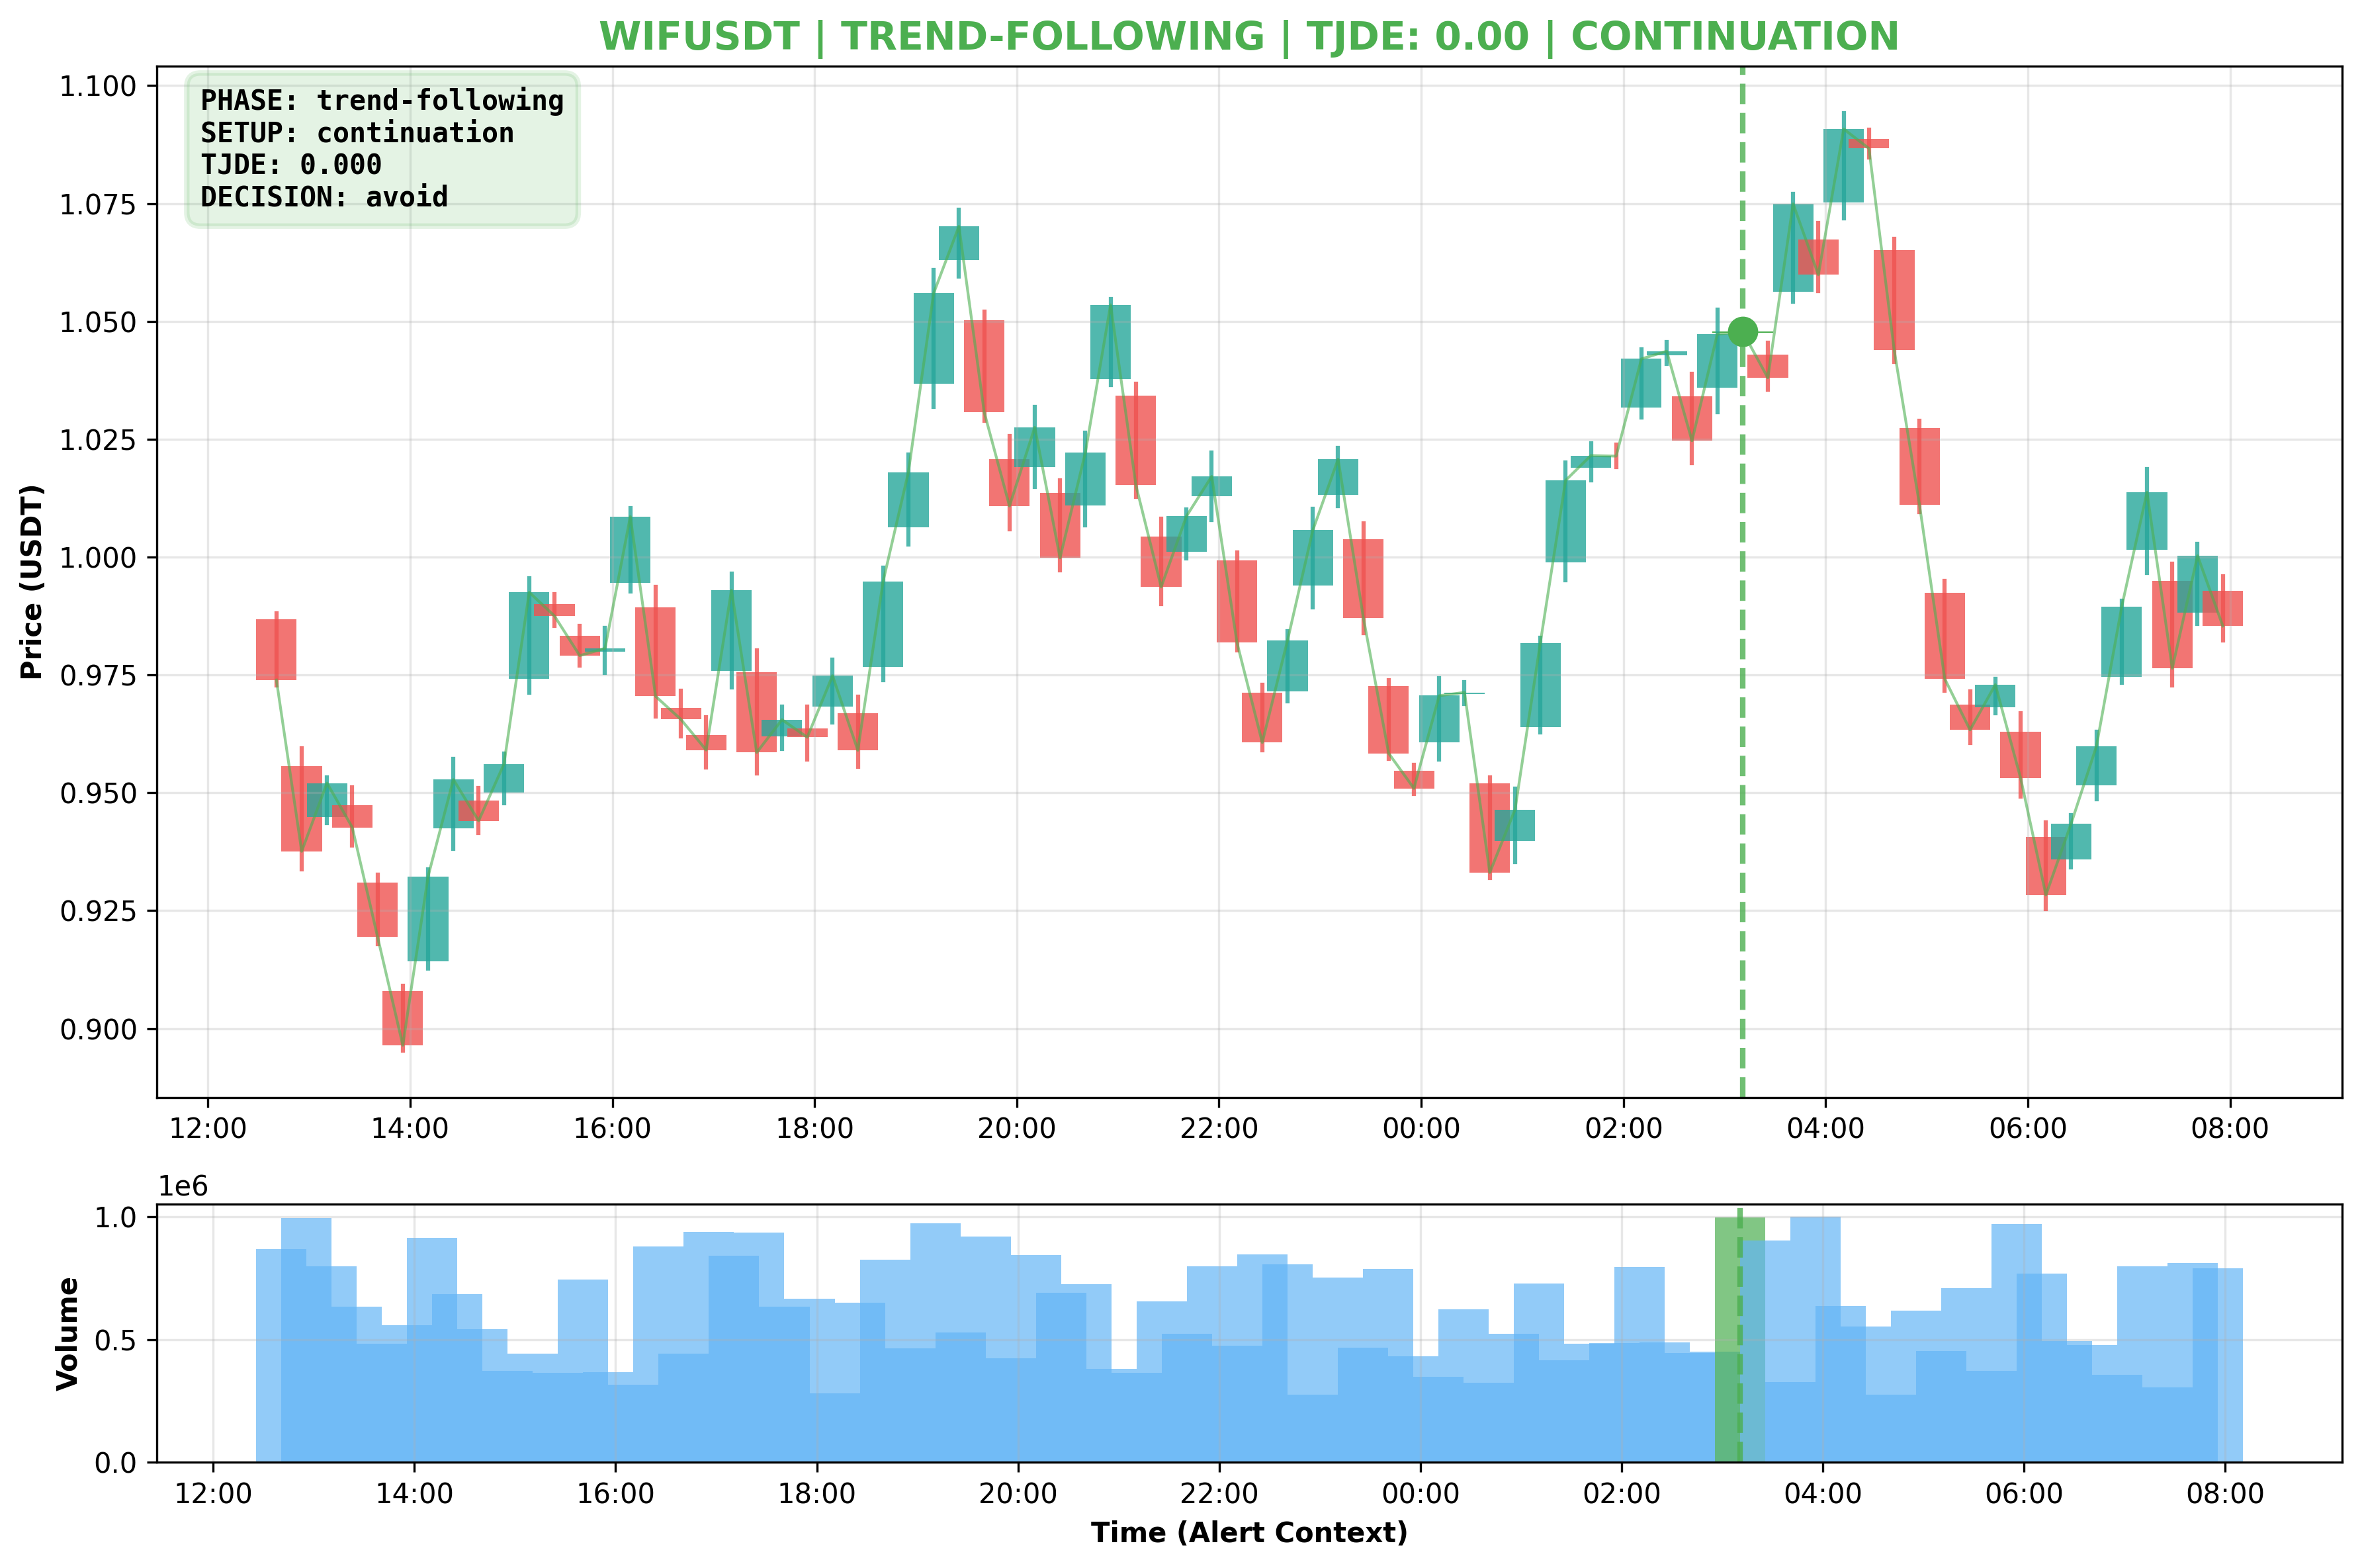 WIFUSDT | TREND-FOLLOWING | TJDE: 0.00 | CONTINUATION
PHASE: trend-following
SETUP: continuation
TJDE: 0.000
DECISION: avoid
Price (USDT)
1.100
1.075
1.050
1.025
1.000
0.975
0.950
0.925
0.900
12:00 14:00 16:00 18:00 20:00 22:00 00:00 02:00 04:00 06:00 08:00
1e6
Volume
1.0
0.5
0.0
12:00 14:00 16:00 18:00 20:00 22:00 00:00 02:00 04:00 06:00 08:00
Time (Alert Context)